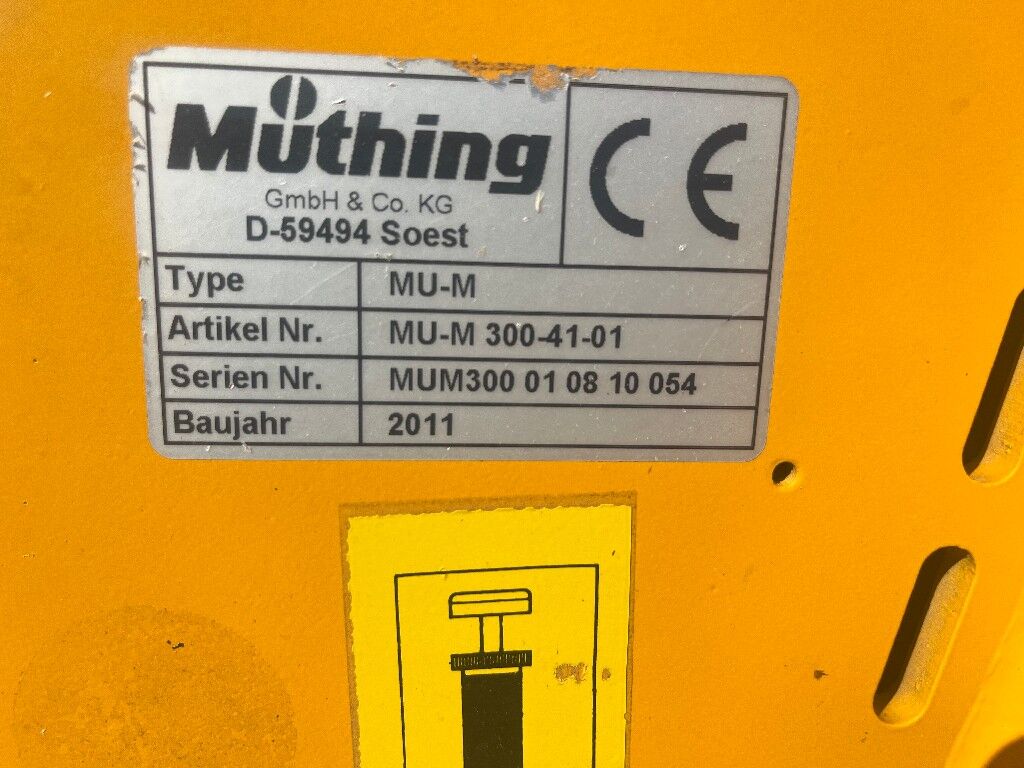 Müthing
GmbH & Co. KG
D-59494 Soest
CE
Type MU-M
Artikel Nr. MU-M 300-41-01
Serien Nr. MUM300 01 08 10 054
Baujahr 2011